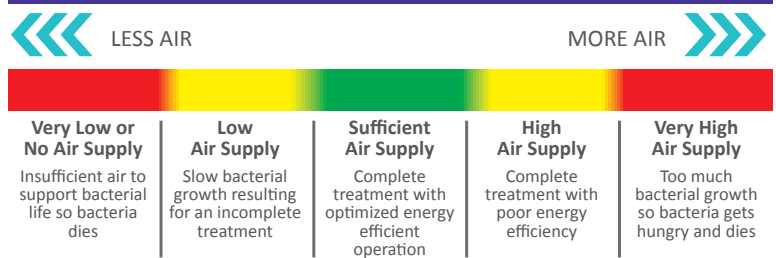 LESS AIR
MORE AIR
Very Low or
No Air Supply
Insufficient air to
support bacterial
life so bacteria
dies
Low
Air Supply
Slow bacterial
growth resulting
for an incomplete
treatment
Sufficient
Air Supply
Complete
treatment with
optimized energy
efficient
operation
High
Air Supply
Complete
treatment with
poor energy
efficiency
Very High
Air Supply
Too much
bacterial growth
so bacteria gets
hungry and dies